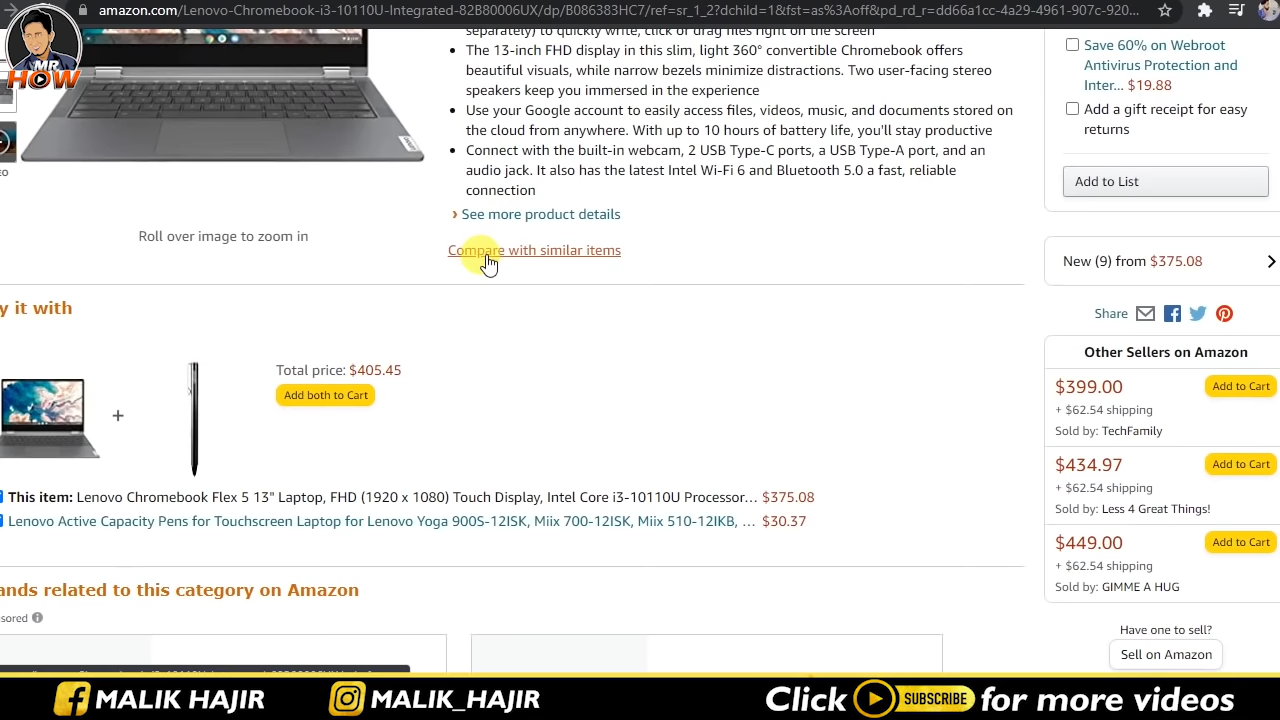 amazon.com/Lenovo-Chromebook-i3-10110U-Integrated-82B80006UX/dp/B086383HC7/ref=sr_1_2?dchild=1&fst=as%3Aoff&pd_rd_r=dd66a1cc-4a29-4961-907c-920...
MR
HOW
separately) to quickly write, click or drag files right on the screen
The 13-inch FHD display in this slim, light 360° convertible Chromebook offers
beautiful visuals, while narrow bezels minimize distractions. Two user-facing stereo
speakers keep you immersed in the experience
Use your Google account to easily access files, videos, music, and documents stored on
the cloud from anywhere. With up to 10 hours of battery life, you'll stay productive
Connect with the built-in webcam, 2 USB Type-C ports, a USB Type-A port, and an
audio jack. It also has the latest Intel Wi-Fi 6 and Bluetooth 5.0 a fast, reliable
connection
› See more product details
Compare with similar items
Roll over image to zoom in
Lenovo
eo
Save 60% on Webroot
Antivirus Protection and
Inter... $19.88
Add a gift receipt for easy
returns
Add to List
New (9) from $375.08
Share
Other Sellers on Amazon
$399.00 Add to Cart
+ $62.54 shipping
Sold by: TechFamily
$434.97 Add to Cart
+ $62.54 shipping
Sold by: Less 4 Great Things!
$449.00 Add to Cart
+ $62.54 shipping
Sold by: GIMME A HUG
Have one to sell?
Sell on Amazon
y it with
+
Total price: $405.45
Add both to Cart
This item: Lenovo Chromebook Flex 5 13" Laptop, FHD (1920 x 1080) Touch Display, Intel Core i3-10110U Processor... $375.08
Lenovo Active Capacity Pens for Touchscreen Laptop for Lenovo Yoga 900S-12ISK, Miix 700-12ISK, Miix 510-12IKB, ... $30.37
ands related to this category on Amazon
sored
MALIK HAJIR
MALIK_HAJIR
Click SUBSCRIBE for more videos